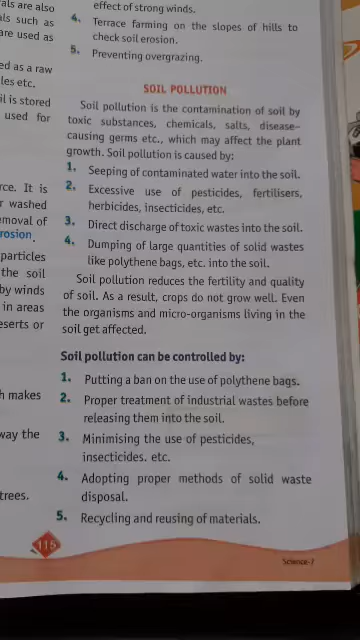 als are also
als such as
are used as
ed as a raw
les etc.
il is stored
used for
rce. It is
r washed
emoval of
rosion.
particles
the soil
by winds
in areas
eserts or
h makes
way the
trees.
effect of strong winds.
4. Terrace farming on the slopes of hills to
check soil erosion.
5. Preventing overgrazing.
SOIL POLLUTION
Soil pollution is the contamination of soil by
toxic substances, chemicals, salts, disease-
causing germs etc., which may affect the plant
growth. Soil pollution is caused by:
1. Seeping of contaminated water into the soil.
2. Excessive use of pesticides, fertilisers,
herbicides, insecticides, etc.
3. Direct discharge of toxic wastes into the soil.
4. Dumping of large quantities of solid wastes
like polythene bags, etc. into the soil.
Soil pollution reduces the fertility and quality
of soil. As a result, crops do not grow well. Even
the organisms and micro-organisms living in the
soil get affected.
Soil pollution can be controlled by:
1. Putting a ban on the use of polythene bags.
2. Proper treatment of industrial wastes before
releasing them into the soil.
3. Minimising the use of pesticides,
insecticides. etc.
4. Adopting proper methods of solid waste
disposal.
5. Recycling and reusing of materials.
115
Science-7